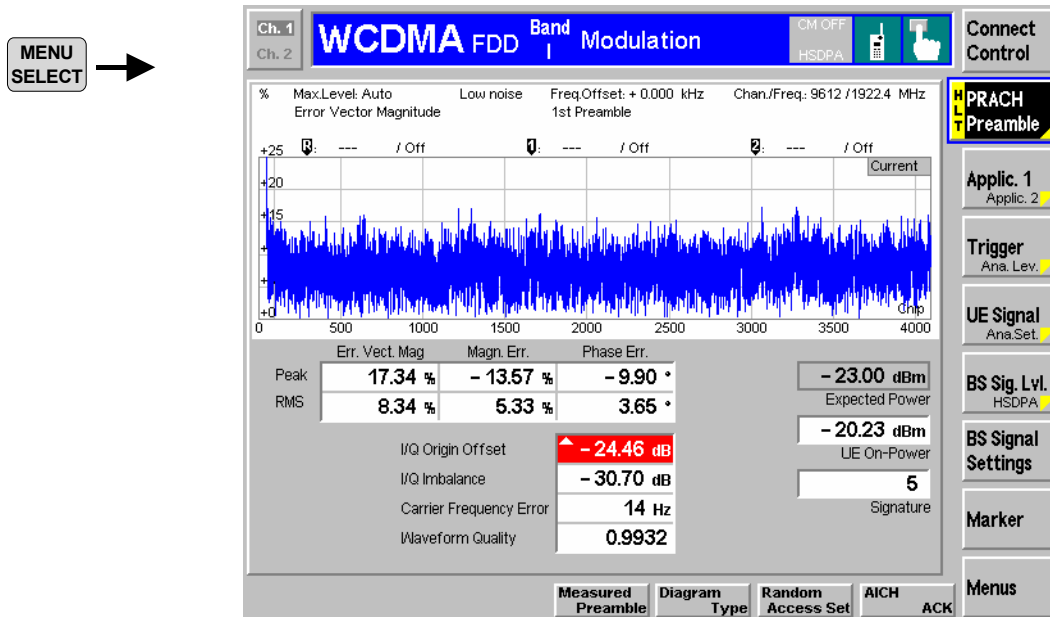 MENU
SELECT
Ch. 1
Ch. 2
WCDMA FDD Band I Modulation
CM OFF
HSDPA
Connect
Control
% Max.Level: Auto Low noise Freq.Offset: + 0.000 kHz Chan./Freq.: 9612 / 1922.4 MHz
Error Vector Magnitude 1st Preamble
R: --- / Off 1: --- / Off 2: --- / Off
Current
+25
+20
+15
+
+
+0
Chip
0 500 1000 1500 2000 2500 3000 3500 4000
Err. Vect. Mag Magn. Err. Phase Err.
Peak 17.34 % – 13.57 % – 9.90 °
RMS 8.34 % 5.33 % 3.65 °
I/Q Origin Offset – 24.46 dB
I/Q Imbalance – 30.70 dB
Carrier Frequency Error 14 Hz
Waveform Quality 0.9932
– 23.00 dBm
Expected Power
– 20.23 dBm
UE On-Power
5
Signature
HLT
PRACH
Preamble
Applic. 1
Applic. 2
Trigger
Ana. Lev.
UE Signal
Ana.Set.
BS Sig. Lvl.
HSDPA
BS Signal
Settings
Marker
Menus
Measured
Preamble
Diagram
Type
Random
Access Set
AICH
ACK